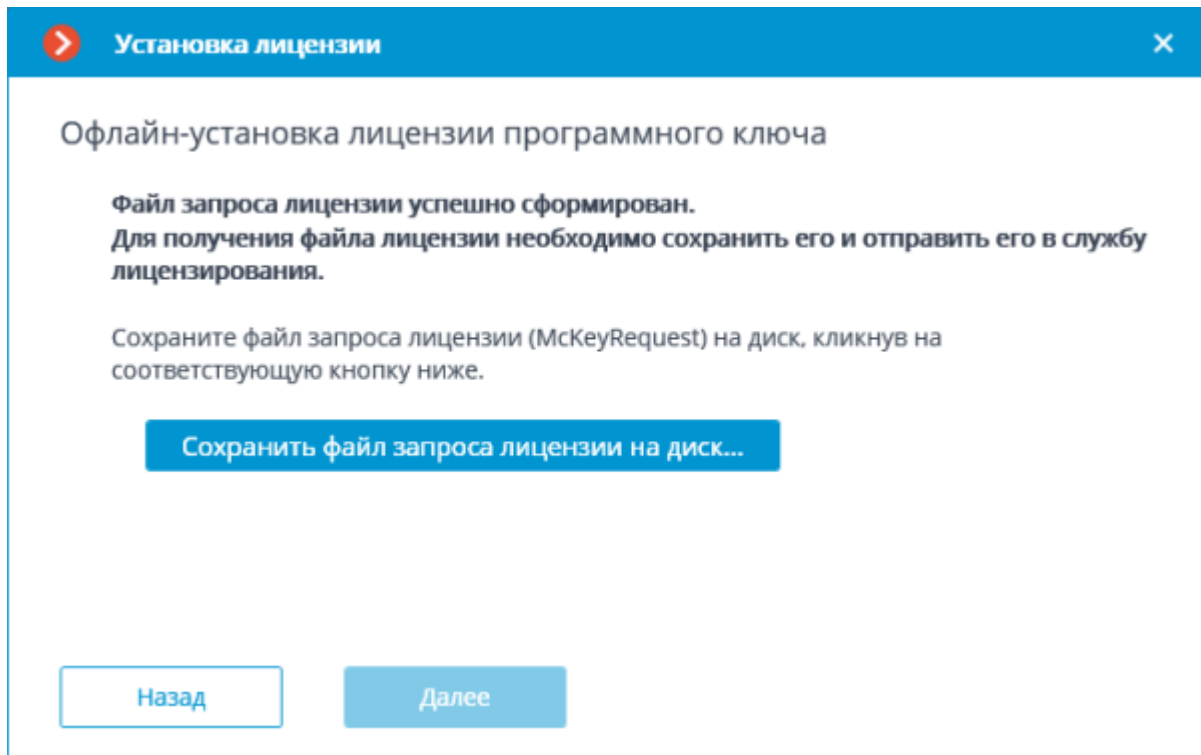 Установка лицензии
Офлайн-установка лицензии программного ключа
Файл запроса лицензии успешно сформирован.
Для получения файла лицензии необходимо сохранить его и отправить его в службу
лицензирования.
Сохраните файл запроса лицензии (McKeyRequest) на диск, кликнув на
соответствующую кнопку ниже.
Сохранить файл запроса лицензии на диск...
Назад
Далее